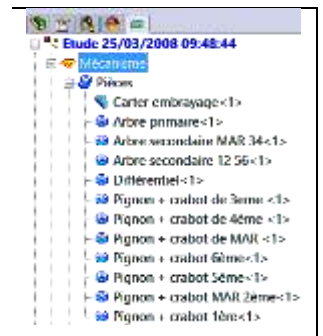 Etude 25/03/2008 09:48:44
Mécanisme
Pièces
Carter embrayage<1>
Arbre primaire<1>
Arbre secondaire MAR 34<1>
Arbre secondaire 12 56<1>
Différentiel<1>
Pignon + crabot de 3eme <1>
Pignon + crabot de 4ème <1>
Pignon + crabot de MAR <1>
Pignon + crabot 6ème<1>
Pignon + crabot 5ème<1>
Pignon + crabot MAR 2ème<1>
Pignon + crabot 1ère<1>